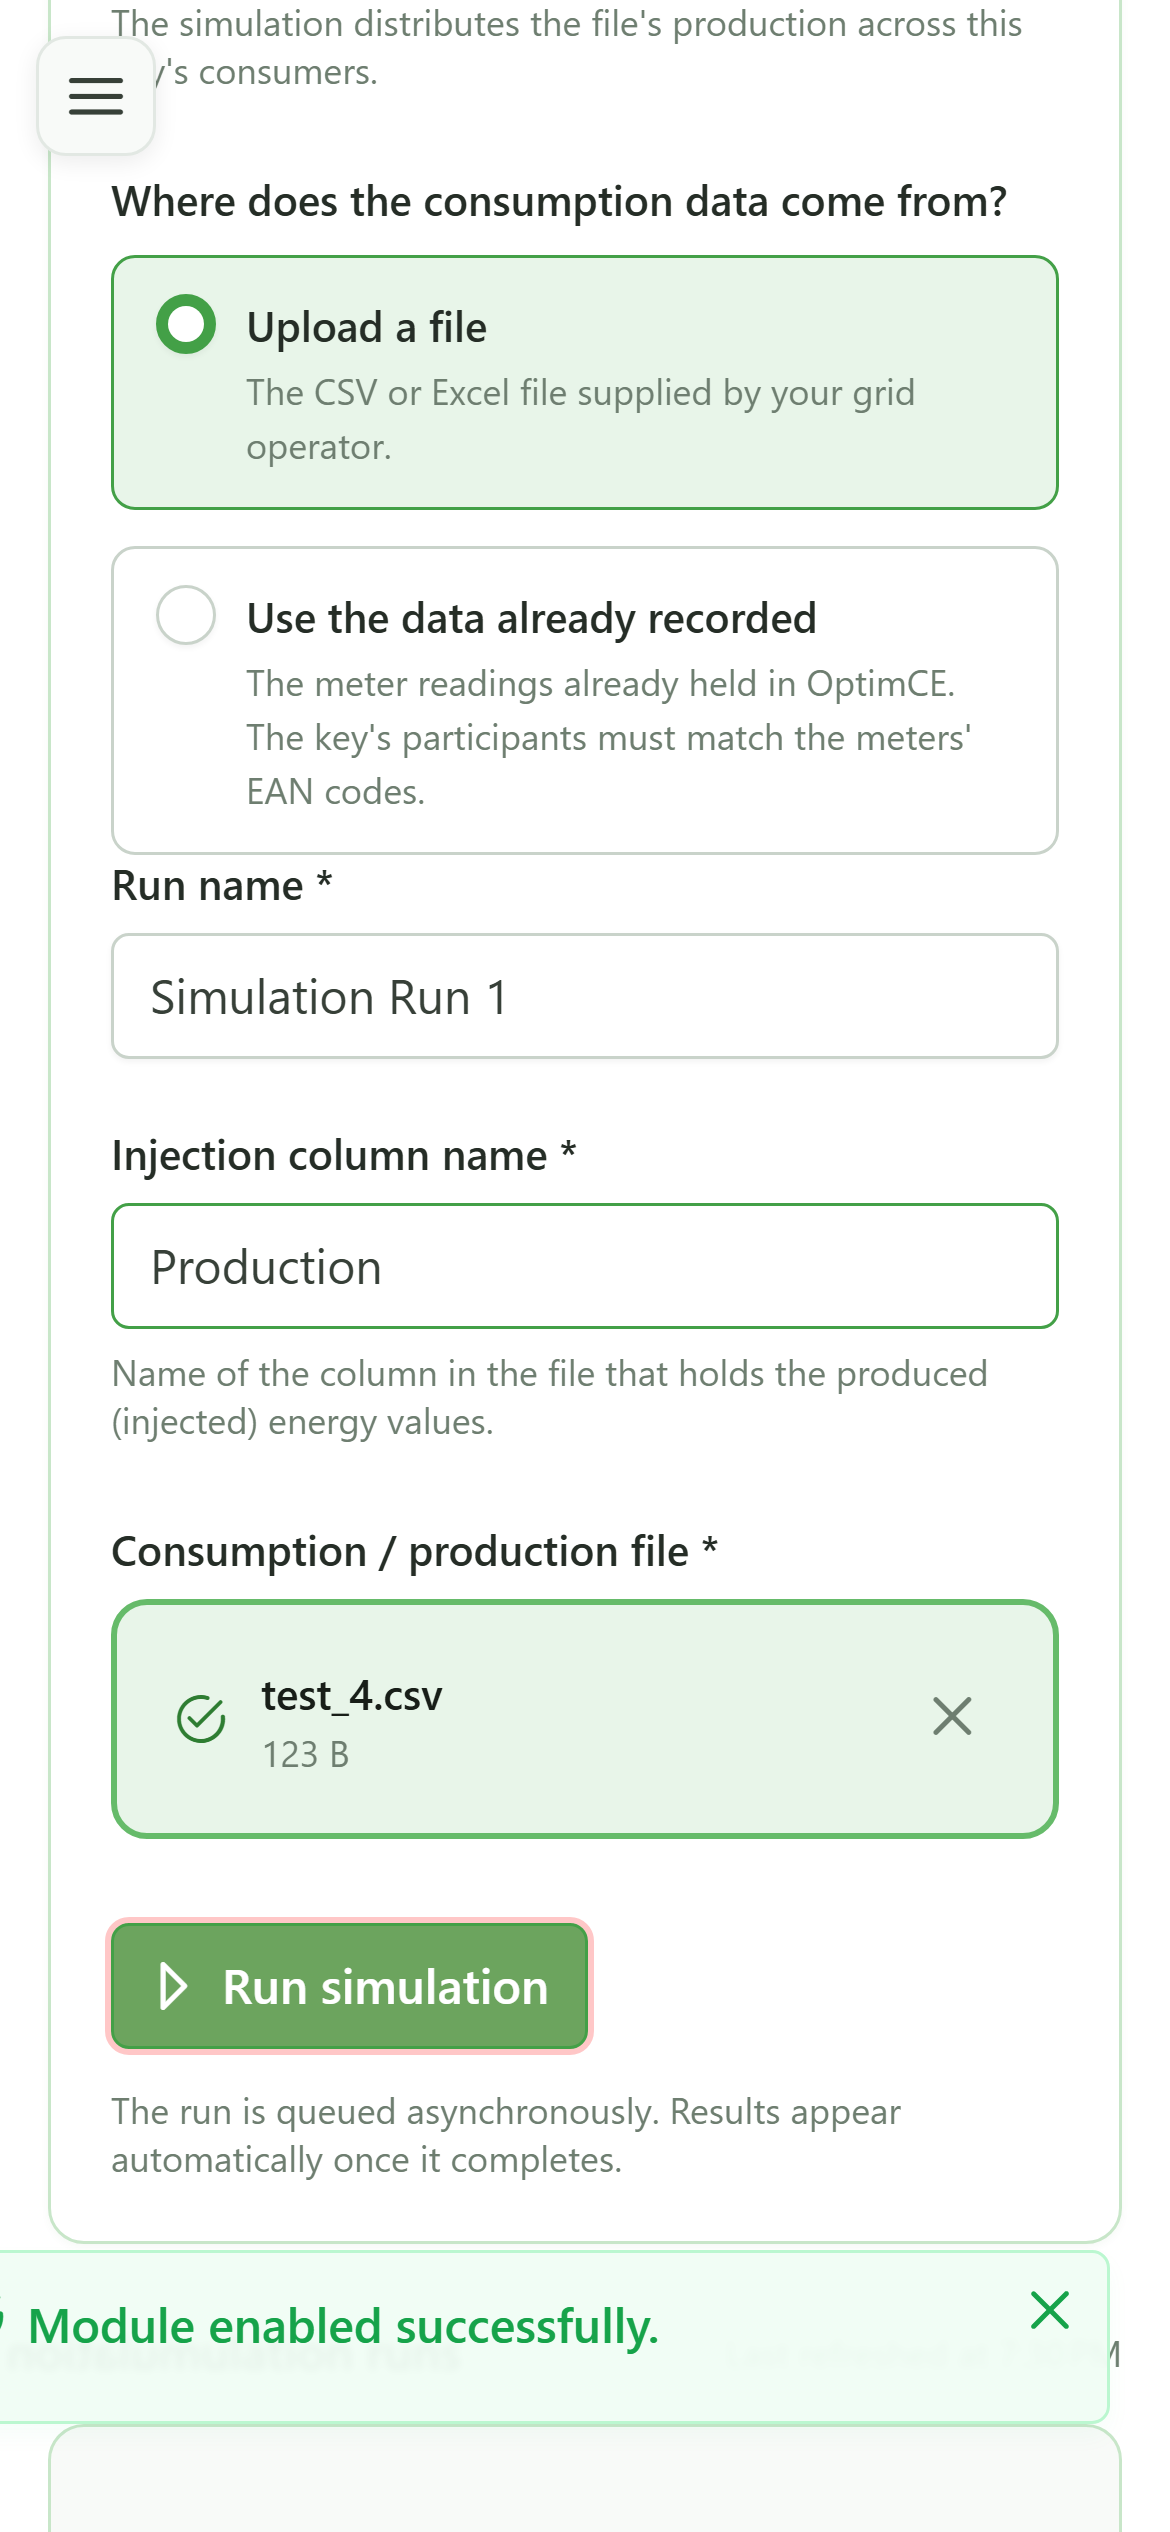 The simulation distributes the file's production across this
y's consumers.
Where does the consumption data come from?
Upload a file
The CSV or Excel file supplied by your grid
operator.
Use the data already recorded
The meter readings already held in OptimCE.
The key's participants must match the meters'
EAN codes.
Run name *
Simulation Run 1
Injection column name *
Production
Name of the column in the file that holds the produced
(injected) energy values.
Consumption / production file *
test_4.csv
123 B
Run simulation
The run is queued asynchronously. Results appear
automatically once it completes.
Module enabled successfully.